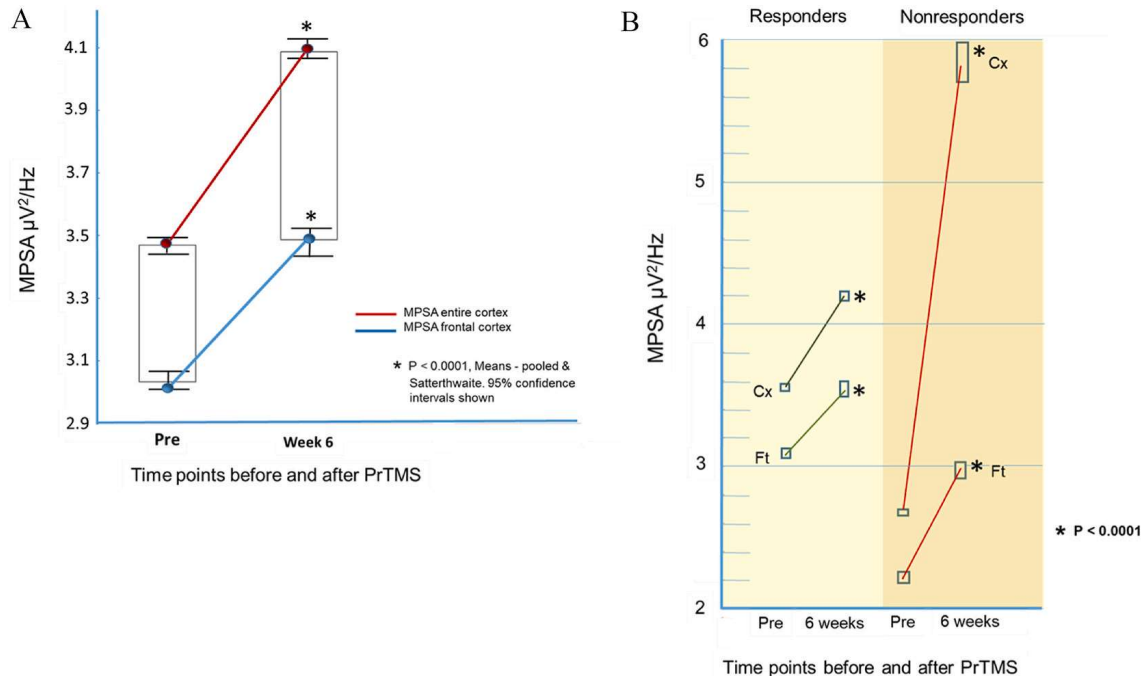 A
4.1
3.9
3.7
3.5
3.3
3.1
2.9
MPSA µV²/Hz
*
*
MPSA entire cortex
MPSA frontal cortex
* P < 0.0001, Means - pooled &
Satterthwaite. 95% confidence
intervals shown
Pre
Week 6
Time points before and after PrTMS
B
Responders
Nonresponders
6
5
4
3
2
MPSA µV²/Hz
* Cx
Cx
*
Ft
*
* Ft
* P < 0.0001
Pre
6 weeks
Pre
6 weeks
Time points before and after PrTMS